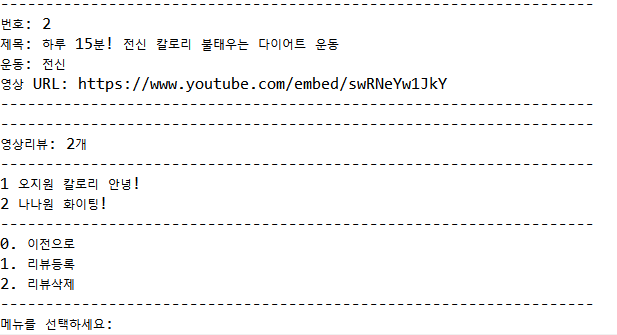 ------------------------------------------------------------------
번호: 2
제목: 하루 15분! 전신 칼로리 불태우는 다이어트 운동
운동: 전신
영상 URL: https://www.youtube.com/embed/swRNeYw1JkY
------------------------------------------------------------------
------------------------------------------------------------------
영상리뷰: 2개
------------------------------------------------------------------
1 오지원 칼로리 안녕!
2 나나원 화이팅!
------------------------------------------------------------------
0. 이전으로
1. 리뷰등록
2. 리뷰삭제
------------------------------------------------------------------
메뉴를 선택하세요: